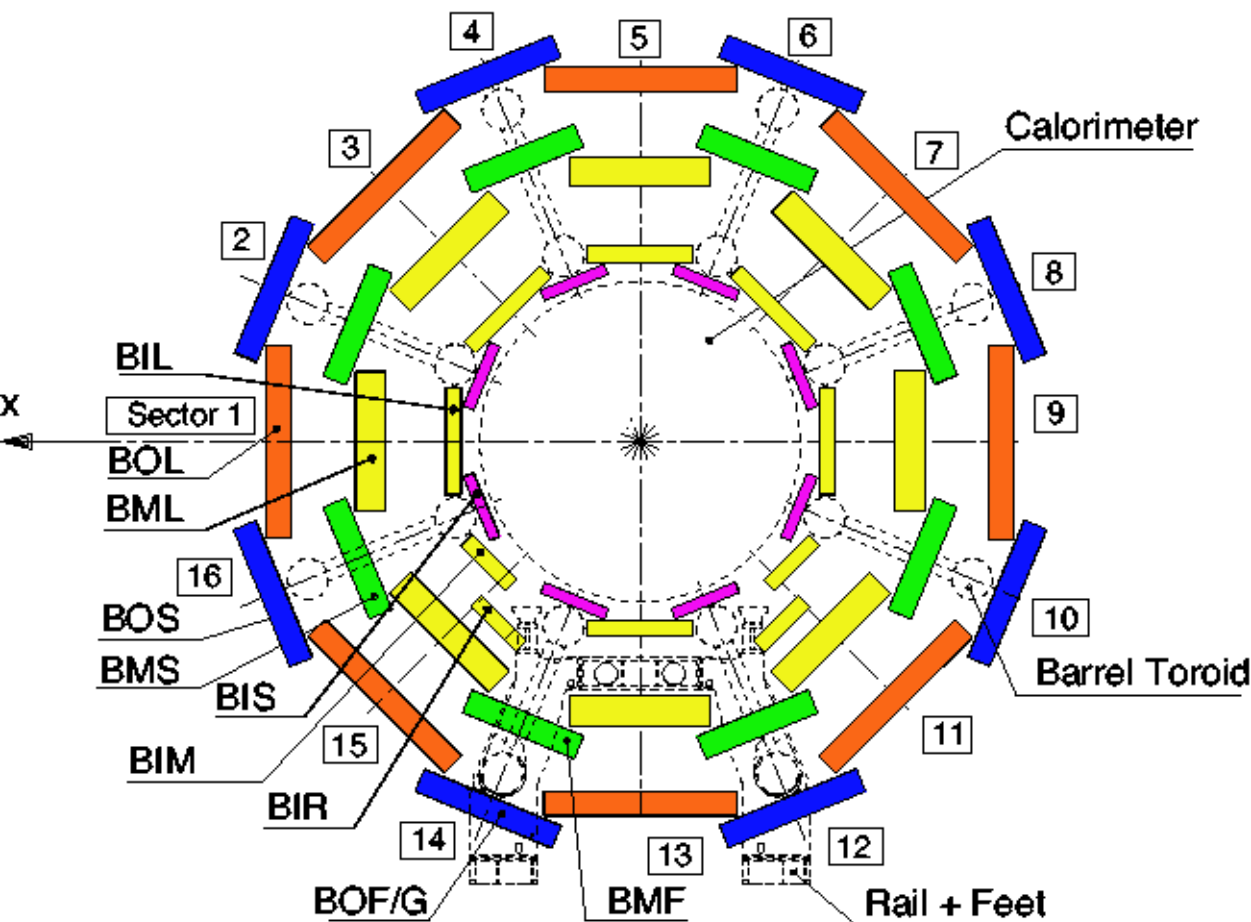 4
5
6
Calorimeter
3
7
2
8
BIL
x
Sector 1
9
BOL
BML
16
BOS
10
BMS
Barrel Toroid
BIS
15
11
BIM
BIR
14
13
12
BOF/G
BMF
Rail + Feet